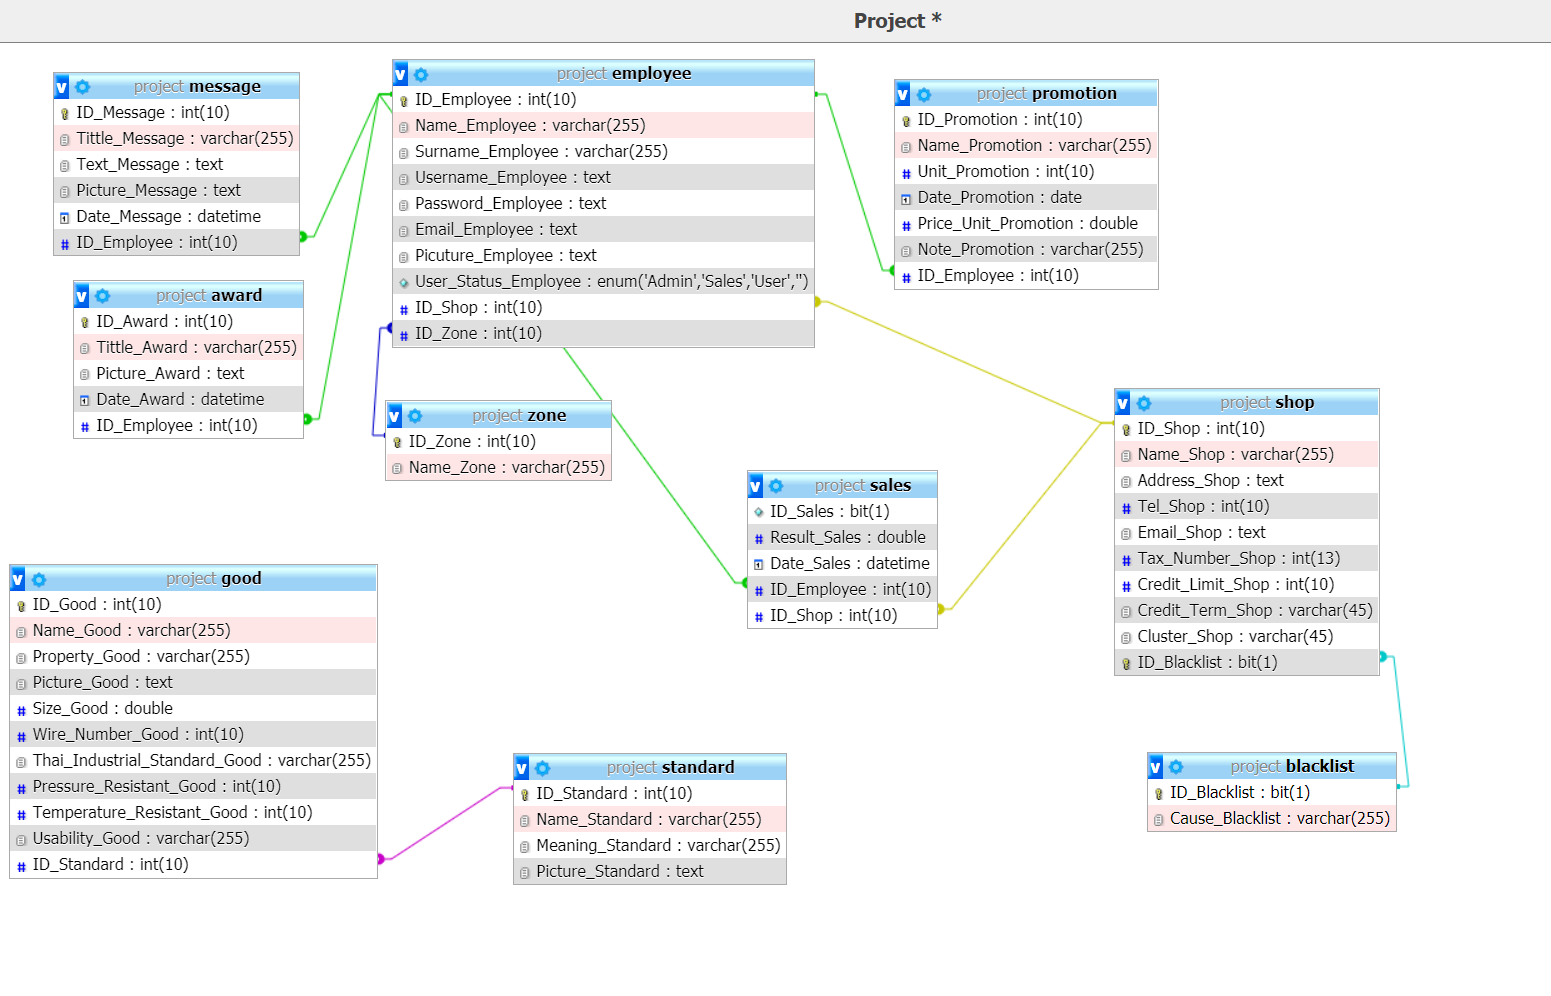 Project *
project message
ID_Message : int(10)
Tittle_Message : varchar(255)
Text_Message : text
Picture_Message : text
Date_Message : datetime
ID_Employee : int(10)
project employee
ID_Employee : int(10)
Name_Employee : varchar(255)
Surname_Employee : varchar(255)
Username_Employee : text
Password_Employee : text
Email_Employee : text
Picuture_Employee : text
User_Status_Employee : enum('Admin','Sales','User','')
ID_Shop : int(10)
ID_Zone : int(10)
project promotion
ID_Promotion : int(10)
Name_Promotion : varchar(255)
Unit_Promotion : int(10)
Date_Promotion : date
Price_Unit_Promotion : double
Note_Promotion : varchar(255)
ID_Employee : int(10)
project award
ID_Award : int(10)
Tittle_Award : varchar(255)
Picture_Award : text
Date_Award : datetime
ID_Employee : int(10)
project zone
ID_Zone : int(10)
Name_Zone : varchar(255)
project shop
ID_Shop : int(10)
Name_Shop : varchar(255)
Address_Shop : text
Tel_Shop : int(10)
Email_Shop : text
Tax_Number_Shop : int(13)
Credit_Limit_Shop : int(10)
Credit_Term_Shop : varchar(45)
Cluster_Shop : varchar(45)
ID_Blacklist : bit(1)
project sales
ID_Sales : bit(1)
Result_Sales : double
Date_Sales : datetime
ID_Employee : int(10)
ID_Shop : int(10)
project good
ID_Good : int(10)
Name_Good : varchar(255)
Property_Good : varchar(255)
Picture_Good : text
Size_Good : double
Wire_Number_Good : int(10)
Thai_Industrial_Standard_Good : varchar(255)
Pressure_Resistant_Good : int(10)
Temperature_Resistant_Good : int(10)
Usability_Good : varchar(255)
ID_Standard : int(10)
project standard
ID_Standard : int(10)
Name_Standard : varchar(255)
Meaning_Standard : varchar(255)
Picture_Standard : text
project blacklist
ID_Blacklist : bit(1)
Cause_Blacklist : varchar(255)